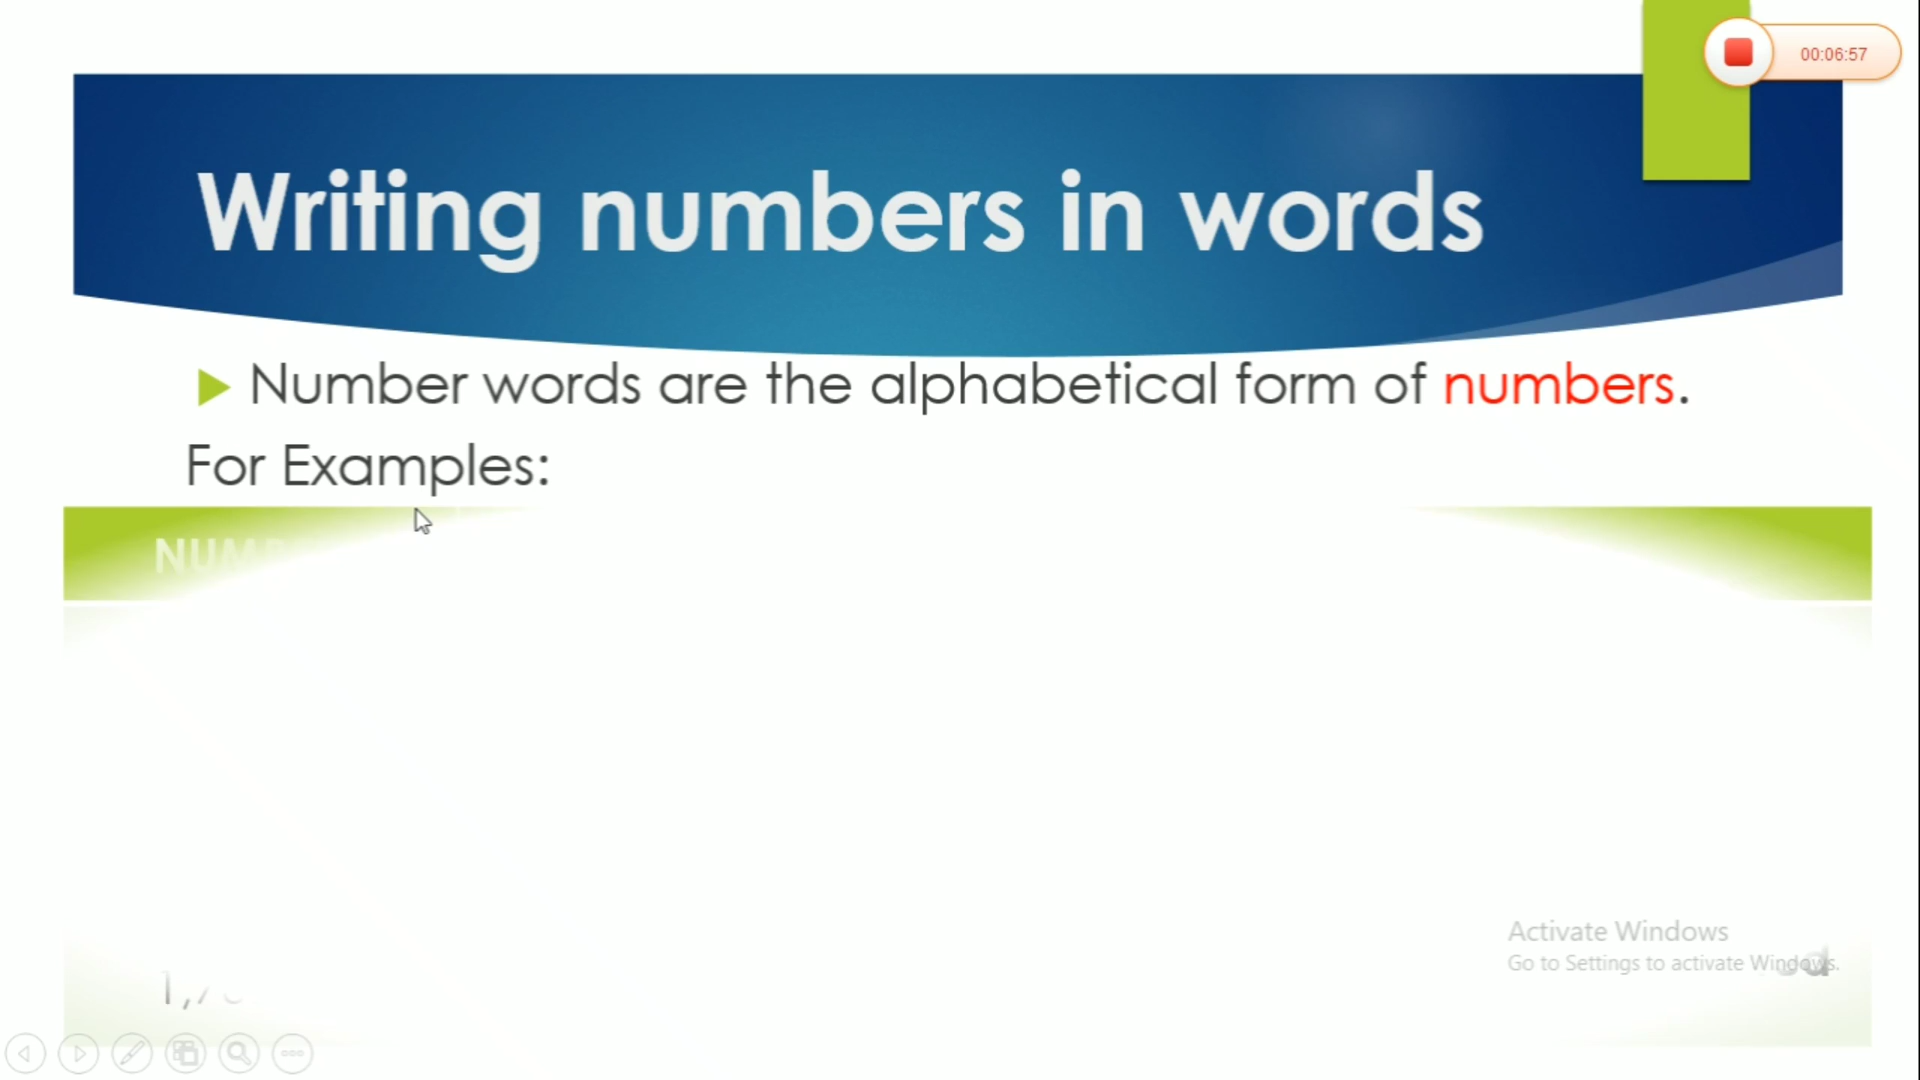 00:06:57
Writing numbers in words
Number words are the alphabetical form of numbers.
For Examples:
Activate Windows
Go to Settings to activate Windows.